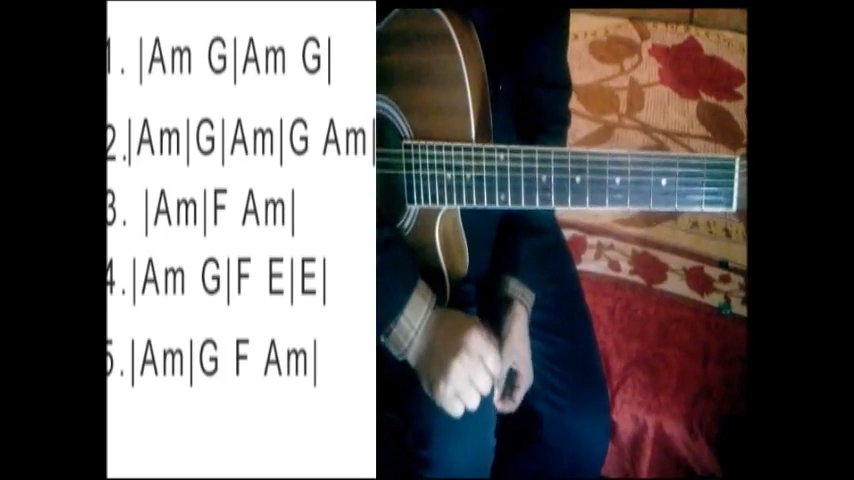 1. |Am G|Am G|
2.|Am|G|Am|G Am|
3. |Am|F Am|
4.|Am G|F E|E|
5.|Am|G F Am|